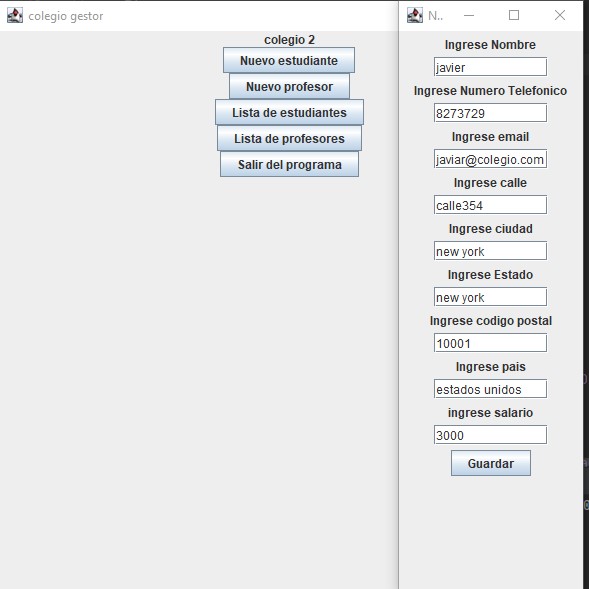 colegio gestor
colegio 2
Nuevo estudiante
Nuevo profesor
Lista de estudiantes
Lista de profesores
Salir del programa
N..
Ingrese Nombre
javier
Ingrese Numero Telefonico
8273729
Ingrese email
javiar@colegio.com
Ingrese calle
calle354
Ingrese ciudad
new york
Ingrese Estado
new york
Ingrese codigo postal
10001
Ingrese pais
estados unidos
ingrese salario
3000
Guardar